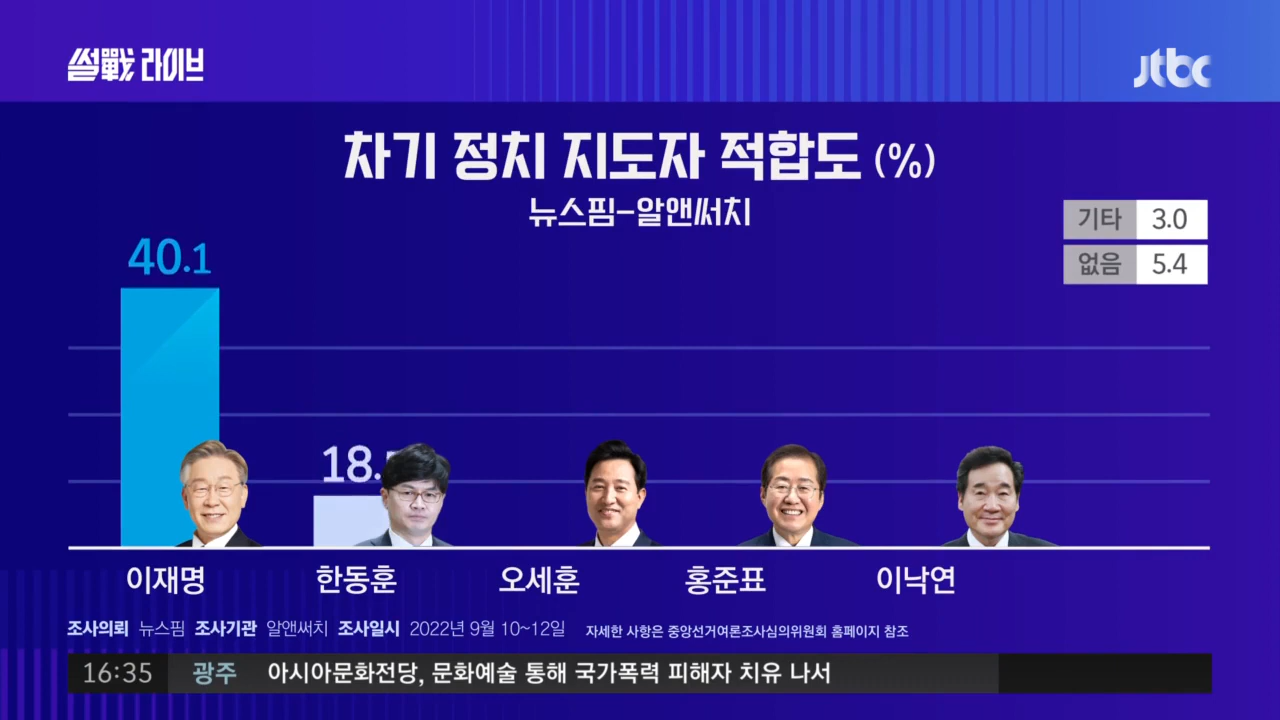 썰戰 라이브
jtbc
차기 정치 지도자 적합도 (%)
뉴스핌-알앤써치
기타 3.0
없음 5.4
40.1
이재명 한동훈 오세훈 홍준표 이낙연
조사의뢰 뉴스핌 조사기관 알앤써치 조사일시 2022년 9월 10~12일 자세한 사항은 중앙선거여론조사심의위원회 홈페이지 참조
16:35 광주 아시아문화전당, 문화예술 통해 국가폭력 피해자 치유 나서